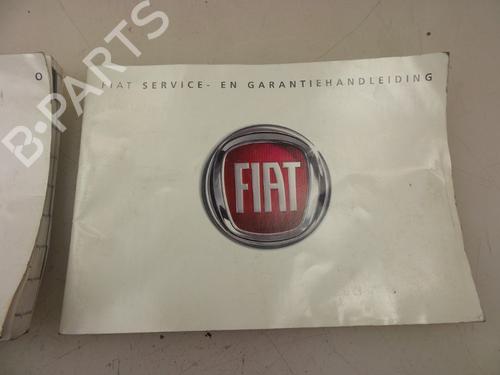 B-PARTS
O
FIAT SERVICE- EN GARANTIEHANDLEIDING
FIAT